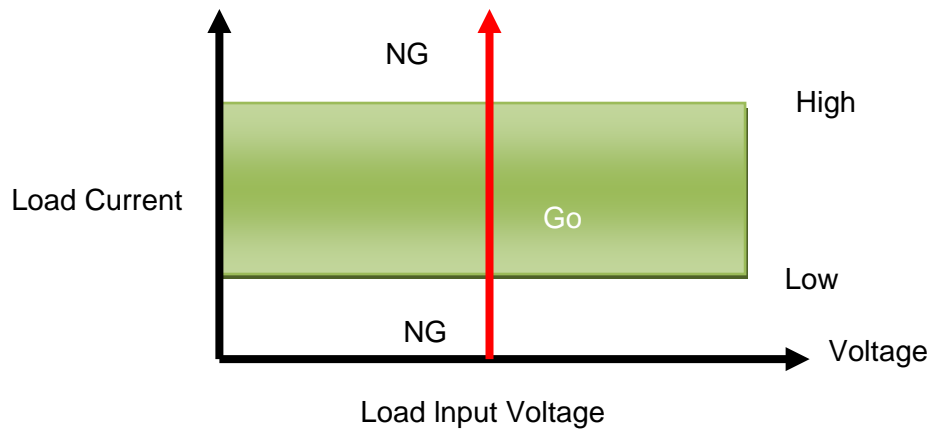 NG
High
Load Current
Go
Low
NG
Voltage
Load Input Voltage